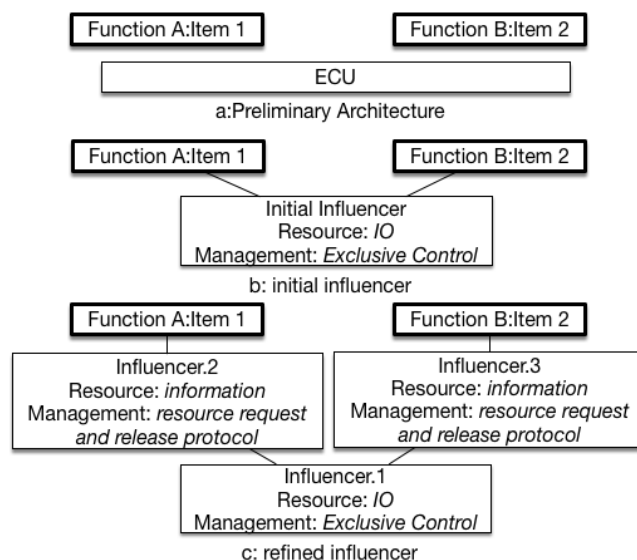 Function A:Item 1
Function B:Item 2
ECU
a:Preliminary Architecture
Function A:Item 1
Function B:Item 2
Initial Influencer
Resource: IO
Management: Exclusive Control
b: initial influencer
Function A:Item 1
Function B:Item 2
Influencer.2
Resource: information
Management: resource request
and release protocol
Influencer.3
Resource: information
Management: resource request
and release protocol
Influencer.1
Resource: IO
Management: Exclusive Control
c: refined influencer